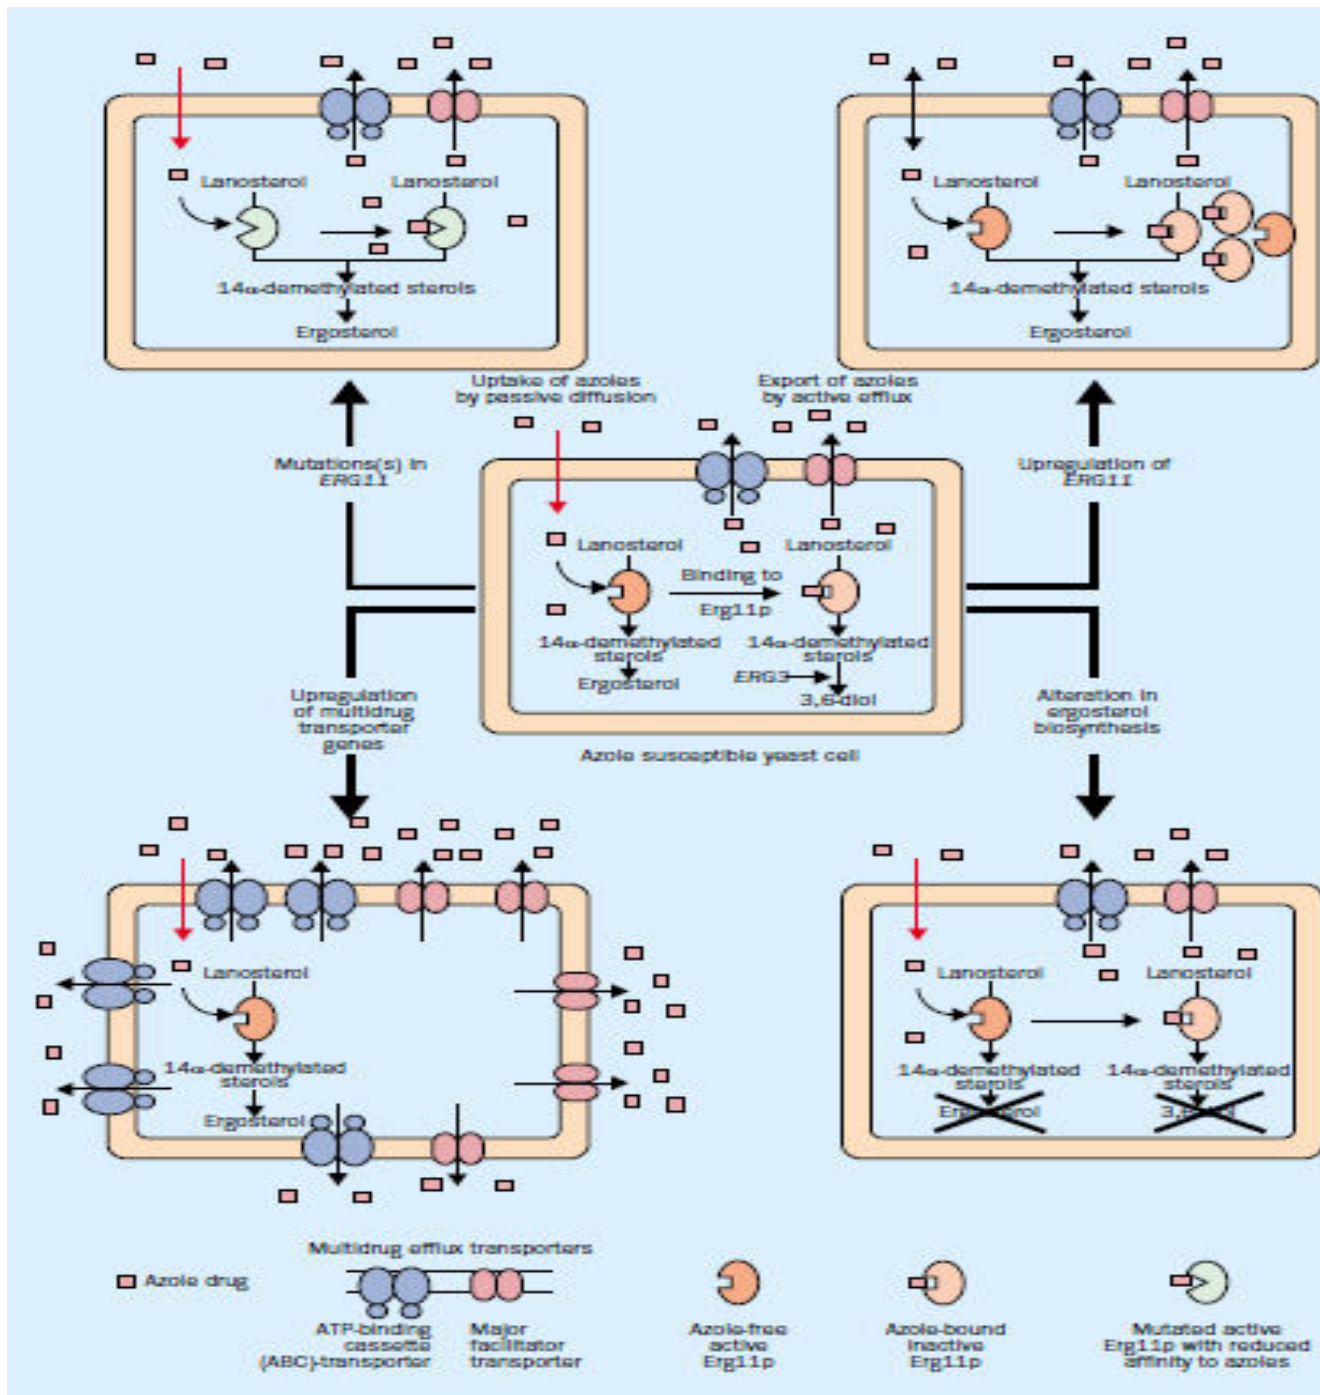 Lanosterol
Lanosterol
14α-demethylated sterols
Ergosterol
Lanosterol
Lanosterol
14α-demethylated sterols
Ergosterol
Uptake of azoles
by passive diffusion
Export of azoles
by active efflux
Mutations(s) in
ERG11
Upregulation of
ERG11
Lanosterol
Lanosterol
Binding to
Erg11p
14α-demethylated
sterols
Ergosterol
14α-demethylated
sterols
ERG3
3,6-diol
Azole susceptible yeast cell
Upregulation
of multidrug
transporter
genes
Alteration in
ergosterol
biosynthesis
Lanosterol
14α-demethylated
sterols
Ergosterol
Lanosterol
Lanosterol
14α-demethylated
sterols
Ergosterol
14α-demethylated
sterols
3,6-diol
Multidrug efflux transporters
Azole drug
ATP-binding
cassette
(ABC)-transporter
Major
facilitator
transporter
Azole-free
active
Erg11p
Azole-bound
inactive
Erg11p
Mutated active
Erg11p with reduced
affinity to azoles